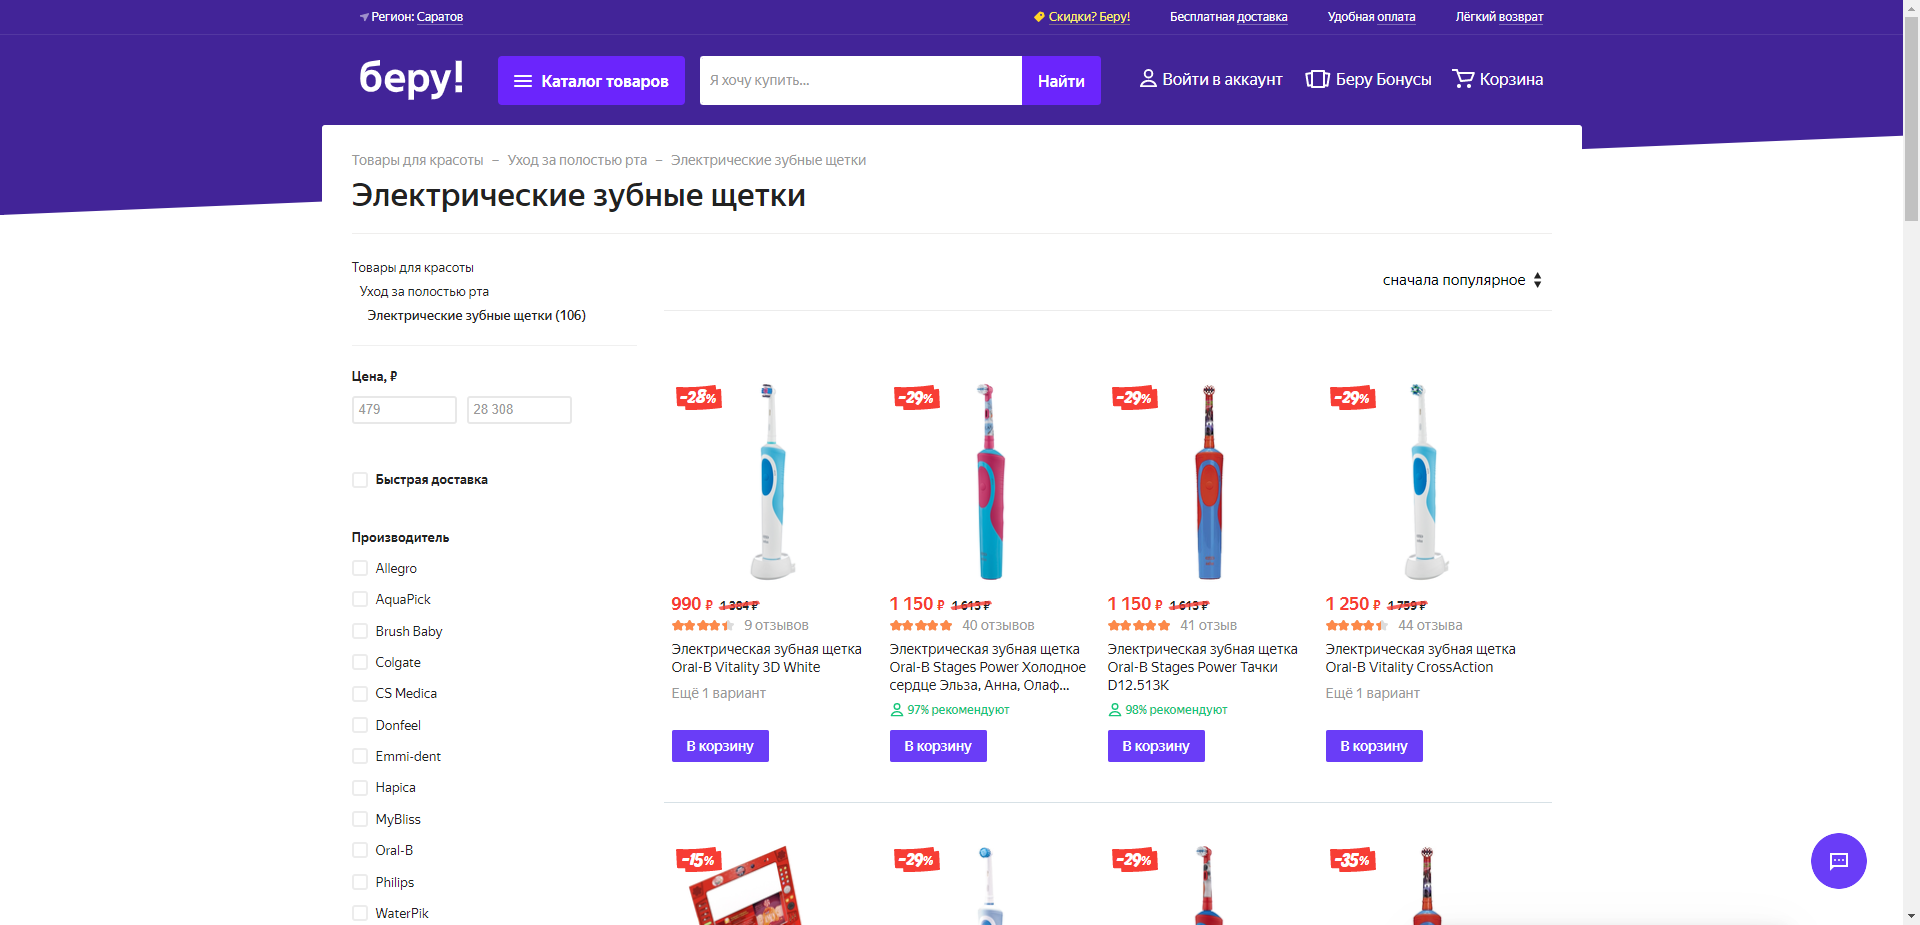 Регион: Саратов
Скидки? Беру!
Бесплатная доставка
Удобная оплата
Лёгкий возврат
беру!
Каталог товаров
Я хочу купить...
Найти
Войти в аккаунт
Беру Бонусы
Корзина
Товары для красоты – Уход за полостью рта – Электрические зубные щетки
Электрические зубные щетки
Товары для красоты
Уход за полостью рта
Электрические зубные щетки (106)
сначала популярное
Цена, ₽
479
28 308
Быстрая доставка
Производитель
Allegro
AquaPick
Brush Baby
Colgate
CS Medica
Donfeel
Emmi-dent
Hapica
MyBliss
Oral-B
Philips
WaterPik
-28%
990 ₽ 1 384 ₽
9 отзывов
Электрическая зубная щетка
Oral-B Vitality 3D White
Ещё 1 вариант
В корзину
-29%
1 150 ₽ 1 613 ₽
40 отзывов
Электрическая зубная щетка
Oral-B Stages Power Холодное
сердце Эльза, Анна, Олаф...
97% рекомендуют
В корзину
-29%
1 150 ₽ 1 613 ₽
41 отзыв
Электрическая зубная щетка
Oral-B Stages Power Тачки
D12.513K
98% рекомендуют
В корзину
-29%
1 250 ₽ 1 759 ₽
44 отзыва
Электрическая зубная щетка
Oral-B Vitality CrossAction
Ещё 1 вариант
В корзину
-15%
-29%
-29%
-35%